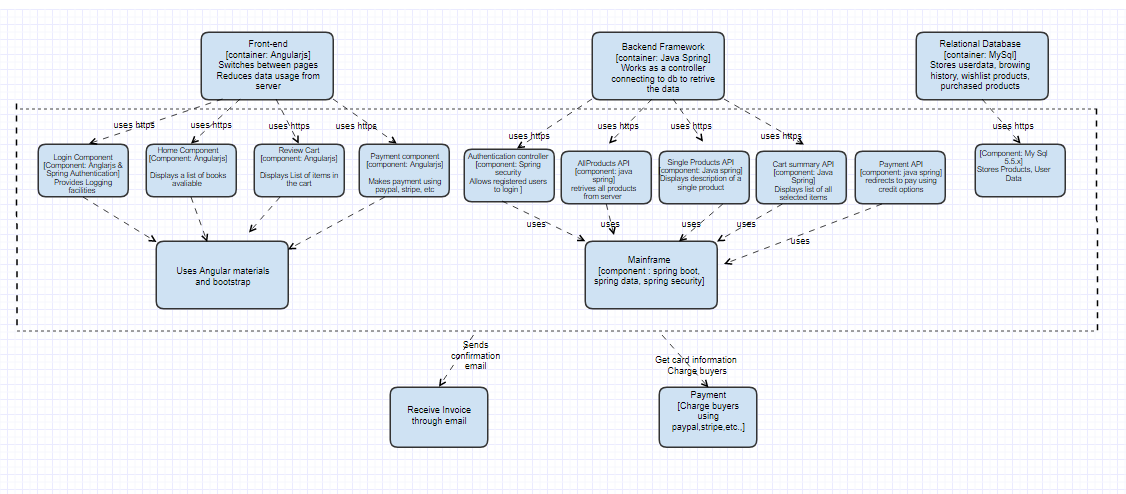 Front-end
[container: Angularjs]
Switches between pages
Reduces data usage from
server
Backend Framework
[container: Java Spring]
Works as a controller
connecting to db to retrive
the data
Relational Database
[container: MySql]
Stores userdata, browing
history, wishlist products,
purchased products
uses https
uses https
uses https
uses https
uses https
uses https
uses https
uses https
uses https
Login Component
[Component: Anglarjs &
Spring Authentication]
Provides Logging
facilities
Home Component
[Component: Angularjs]
Displays a list of books
avaliable
Review Cart
[component: Angularjs]
Displays List of items in
the cart
Payment component
[component: Angularjs]
Makes payment using
paypal, stripe, etc
Authentication controller
[component: Spring
security
Allows registered users
to login ]
AllProducts API
[component: java
spring]
retrives all products
from server
Single Products API
[component: Java spring]
Displays description of a
single product
Cart summary API
[component: Java
Spring]
Displays list of all
selected items
Payment API
[component: java spring]
redirects to pay using
credit options
[Component: My Sql
5.5.x]
Stores Products, User
Data
uses
uses
uses
uses
uses
Uses Angular materials
and bootstrap
Mainframe
[component : spring boot,
spring data, spring security]
Sends
confirmation
email
Get card information
Charge buyers
Receive Invoice
through email
Payment
[Charge buyers
using
paypal,stripe,etc.,]